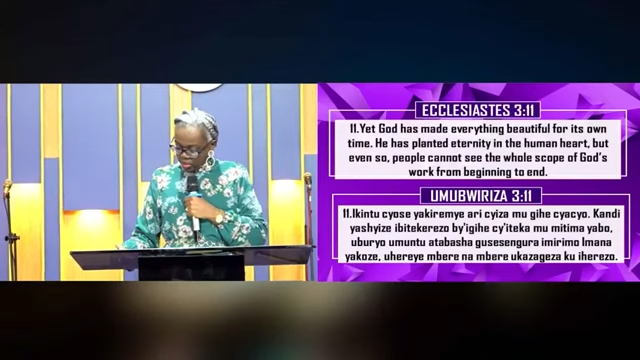 ECCLESIASTES 3:11
11.Yet God has made everything beautiful for its own
time. He has planted eternity in the human heart, but
even so, people cannot see the whole scope of God's
work from beginning to end.
UMUBWIRIZA 3:11
11.Ikintu cyose yakiremye ari cyiza mu gihe cyacyo. Kandi
yashyize ibitekerezo by'igihe cy'iteka mu mitima yabo,
uburyo umuntu atabasha gusesengura imirimo Imana
yakoze, uhereye mbere na mbere ukazageza ku iherezo.